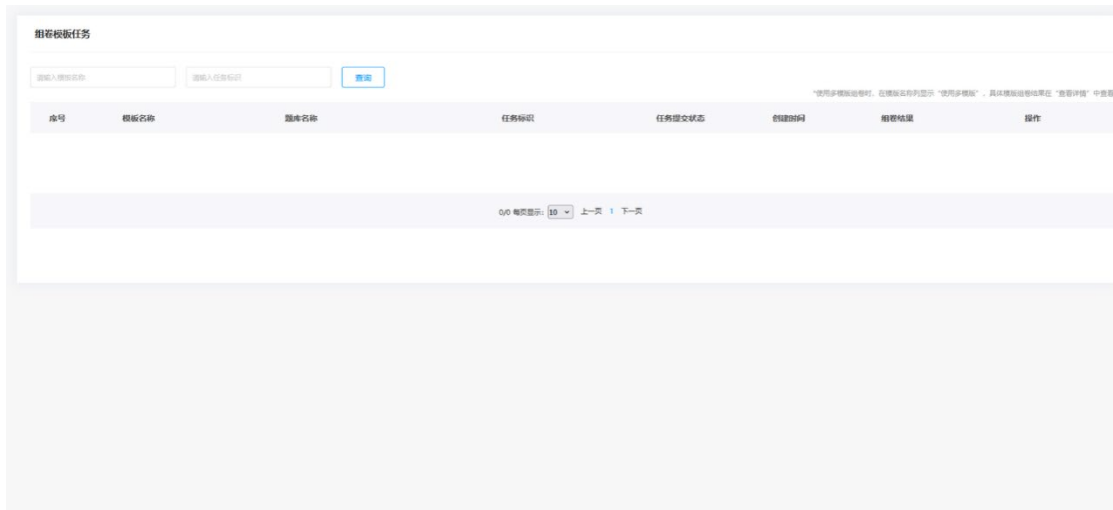 组卷模板任务
请输入模板名称 请输入任务标识 查询
*使用多模版组卷时，在模版名称列显示“使用多模版”，具体模版组卷结果在“查看详情”中查看
序号 模板名称 题库名称 任务标识 任务提交状态 创建时间 组卷结果 操作
0/0 每页显示: 10 上一页 1 下一页